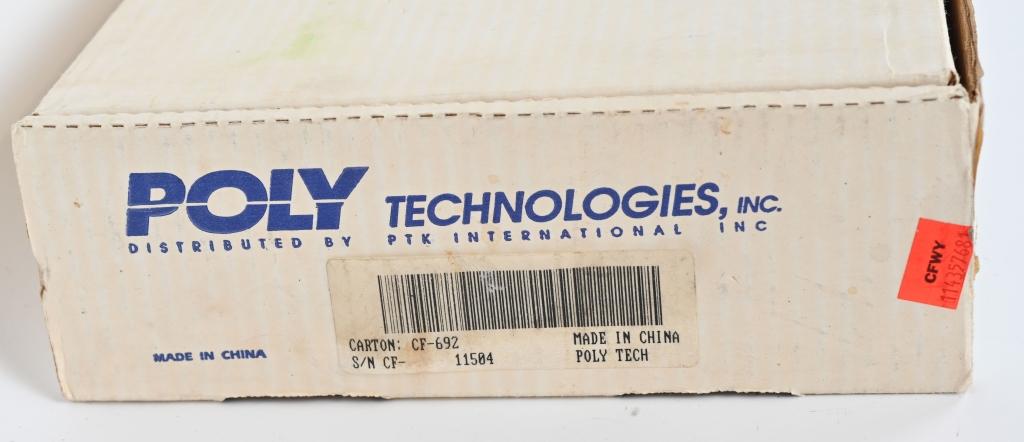 POLY TECHNOLOGIES, INC.
DISTRIBUTED BY PTK INTERNATIONAL INC
CFWY
CARTON: CF-692 MADE IN CHINA
S/N CF- 11504 POLY TECH
MADE IN CHINA